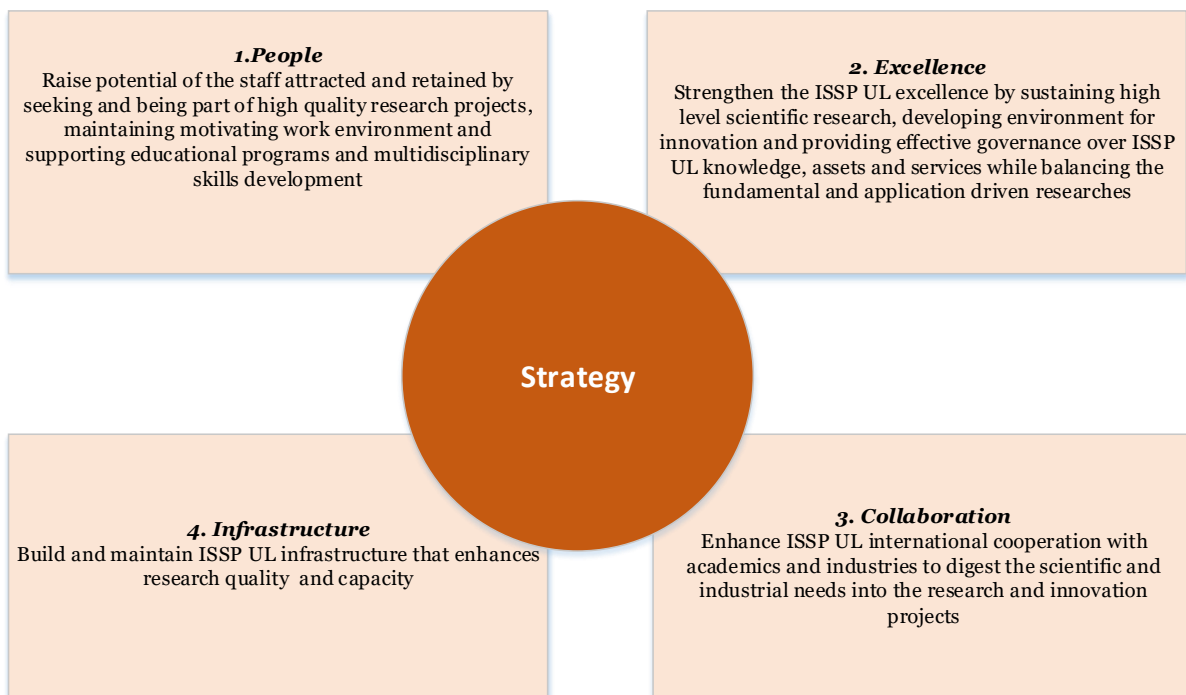 1.People
Raise potential of the staff attracted and retained by
seeking and being part of high quality research projects,
maintaining motivating work environment and
supporting educational programs and multidisciplinary
skills development
2. Excellence
Strengthen the ISSP UL excellence by sustaining high
level scientific research, developing environment for
innovation and providing effective governance over ISSP
UL knowledge, assets and services while balancing the
fundamental and application driven researches
Strategy
4. Infrastructure
Build and maintain ISSP UL infrastructure that enhances
research quality and capacity
3. Collaboration
Enhance ISSP UL international cooperation with
academics and industries to digest the scientific and
industrial needs into the research and innovation
projects